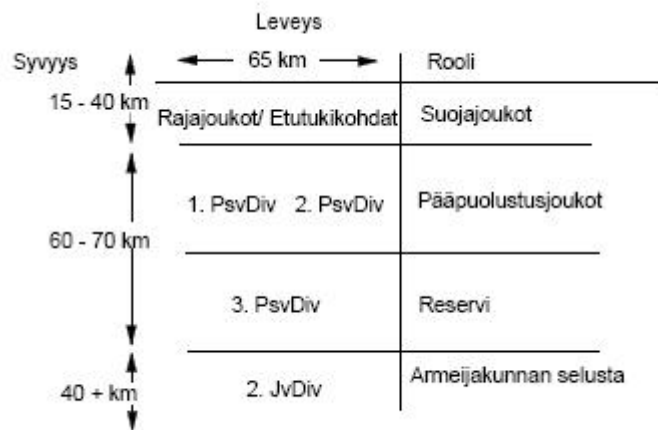 Leveys
Syvyys
65 km
Rooli
15 - 40 km
Rajajoukot/ Etutukikohdat
Suojajoukot
1. PsvDiv 2. PsvDiv
Pääpuolustusjoukot
60 - 70 km
3. PsvDiv
Reservi
40 + km
2. JvDiv
Armeijakunnan selusta